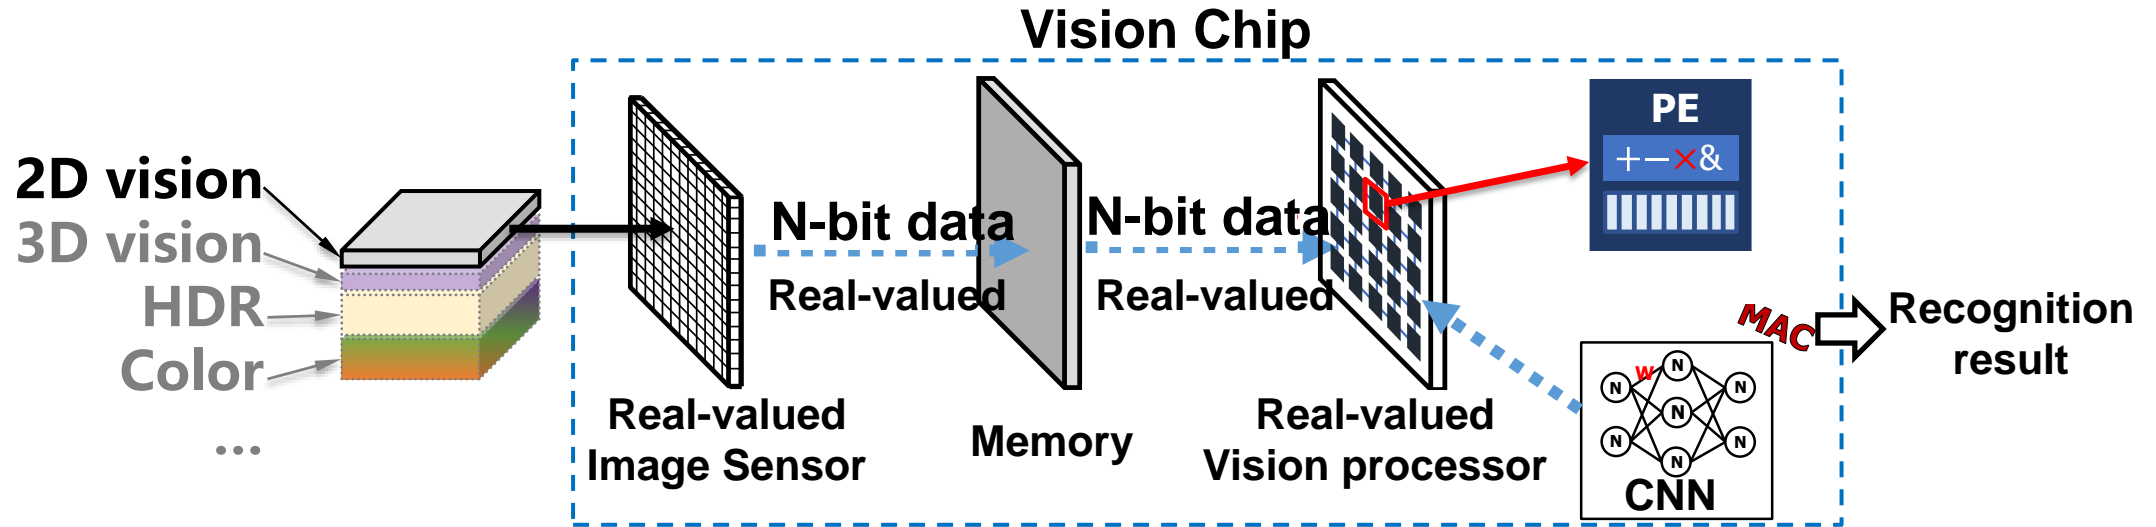 Vision Chip
2D vision
3D vision
HDR
Color
...
N-bit data
Real-valued
N-bit data
Real-valued
PE
+−×&
MAC
Recognition
result
Real-valued
Image Sensor
Memory
Real-valued
Vision processor
w
N
N
N
N
N
N
N
CNN